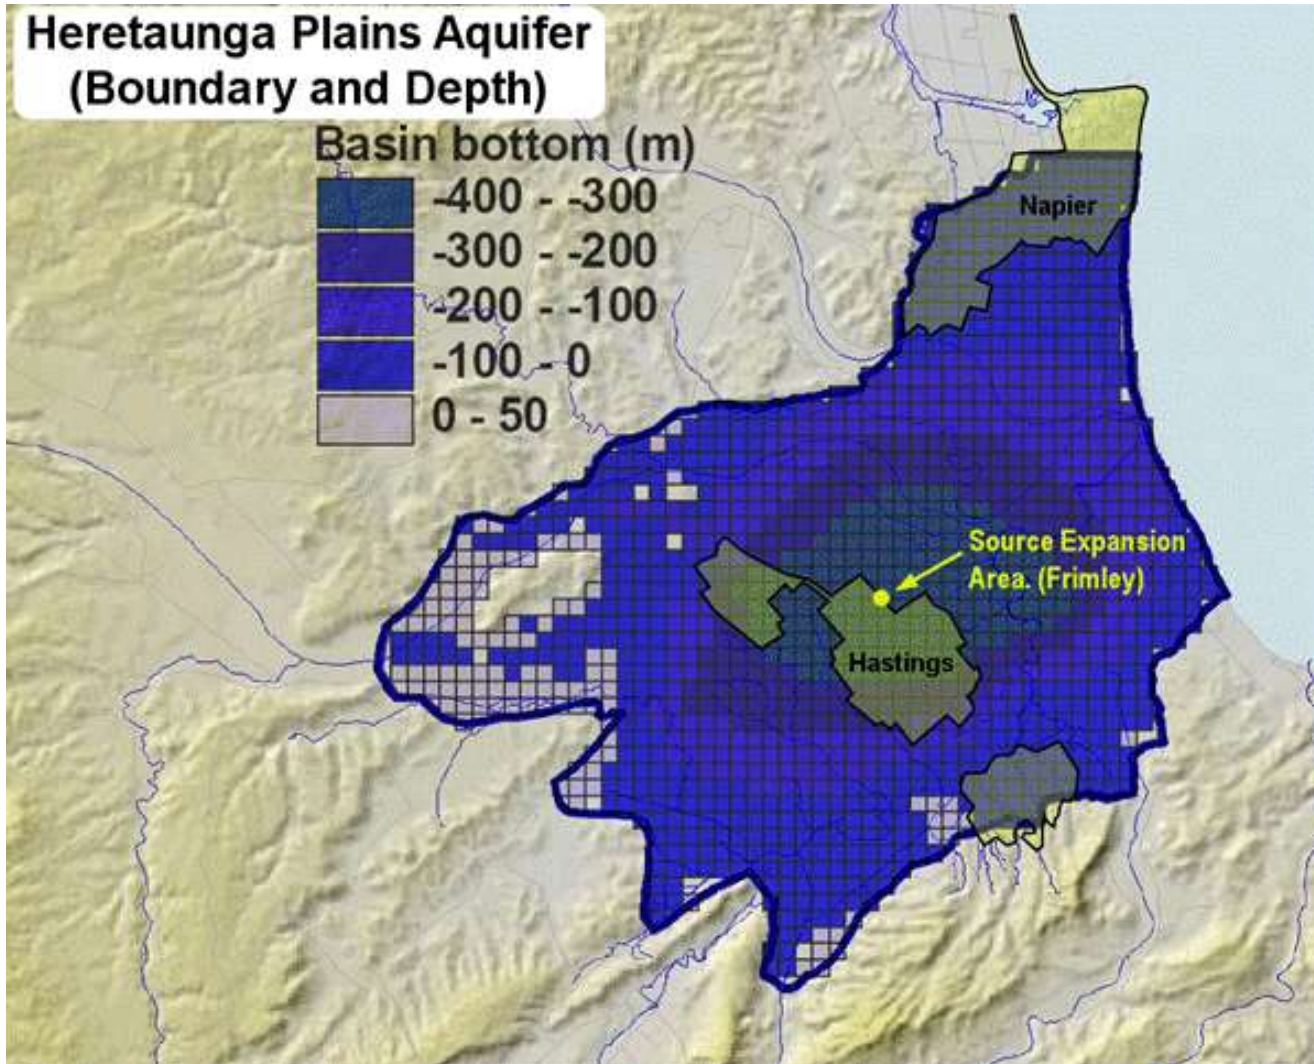 Heretaunga Plains Aquifer
(Boundary and Depth)
Basin bottom (m)
-400 - -300
-300 - -200
-200 - -100
-100 - 0
0 - 50
Napier
Source Expansion
Area. (Frimley)
Hastings